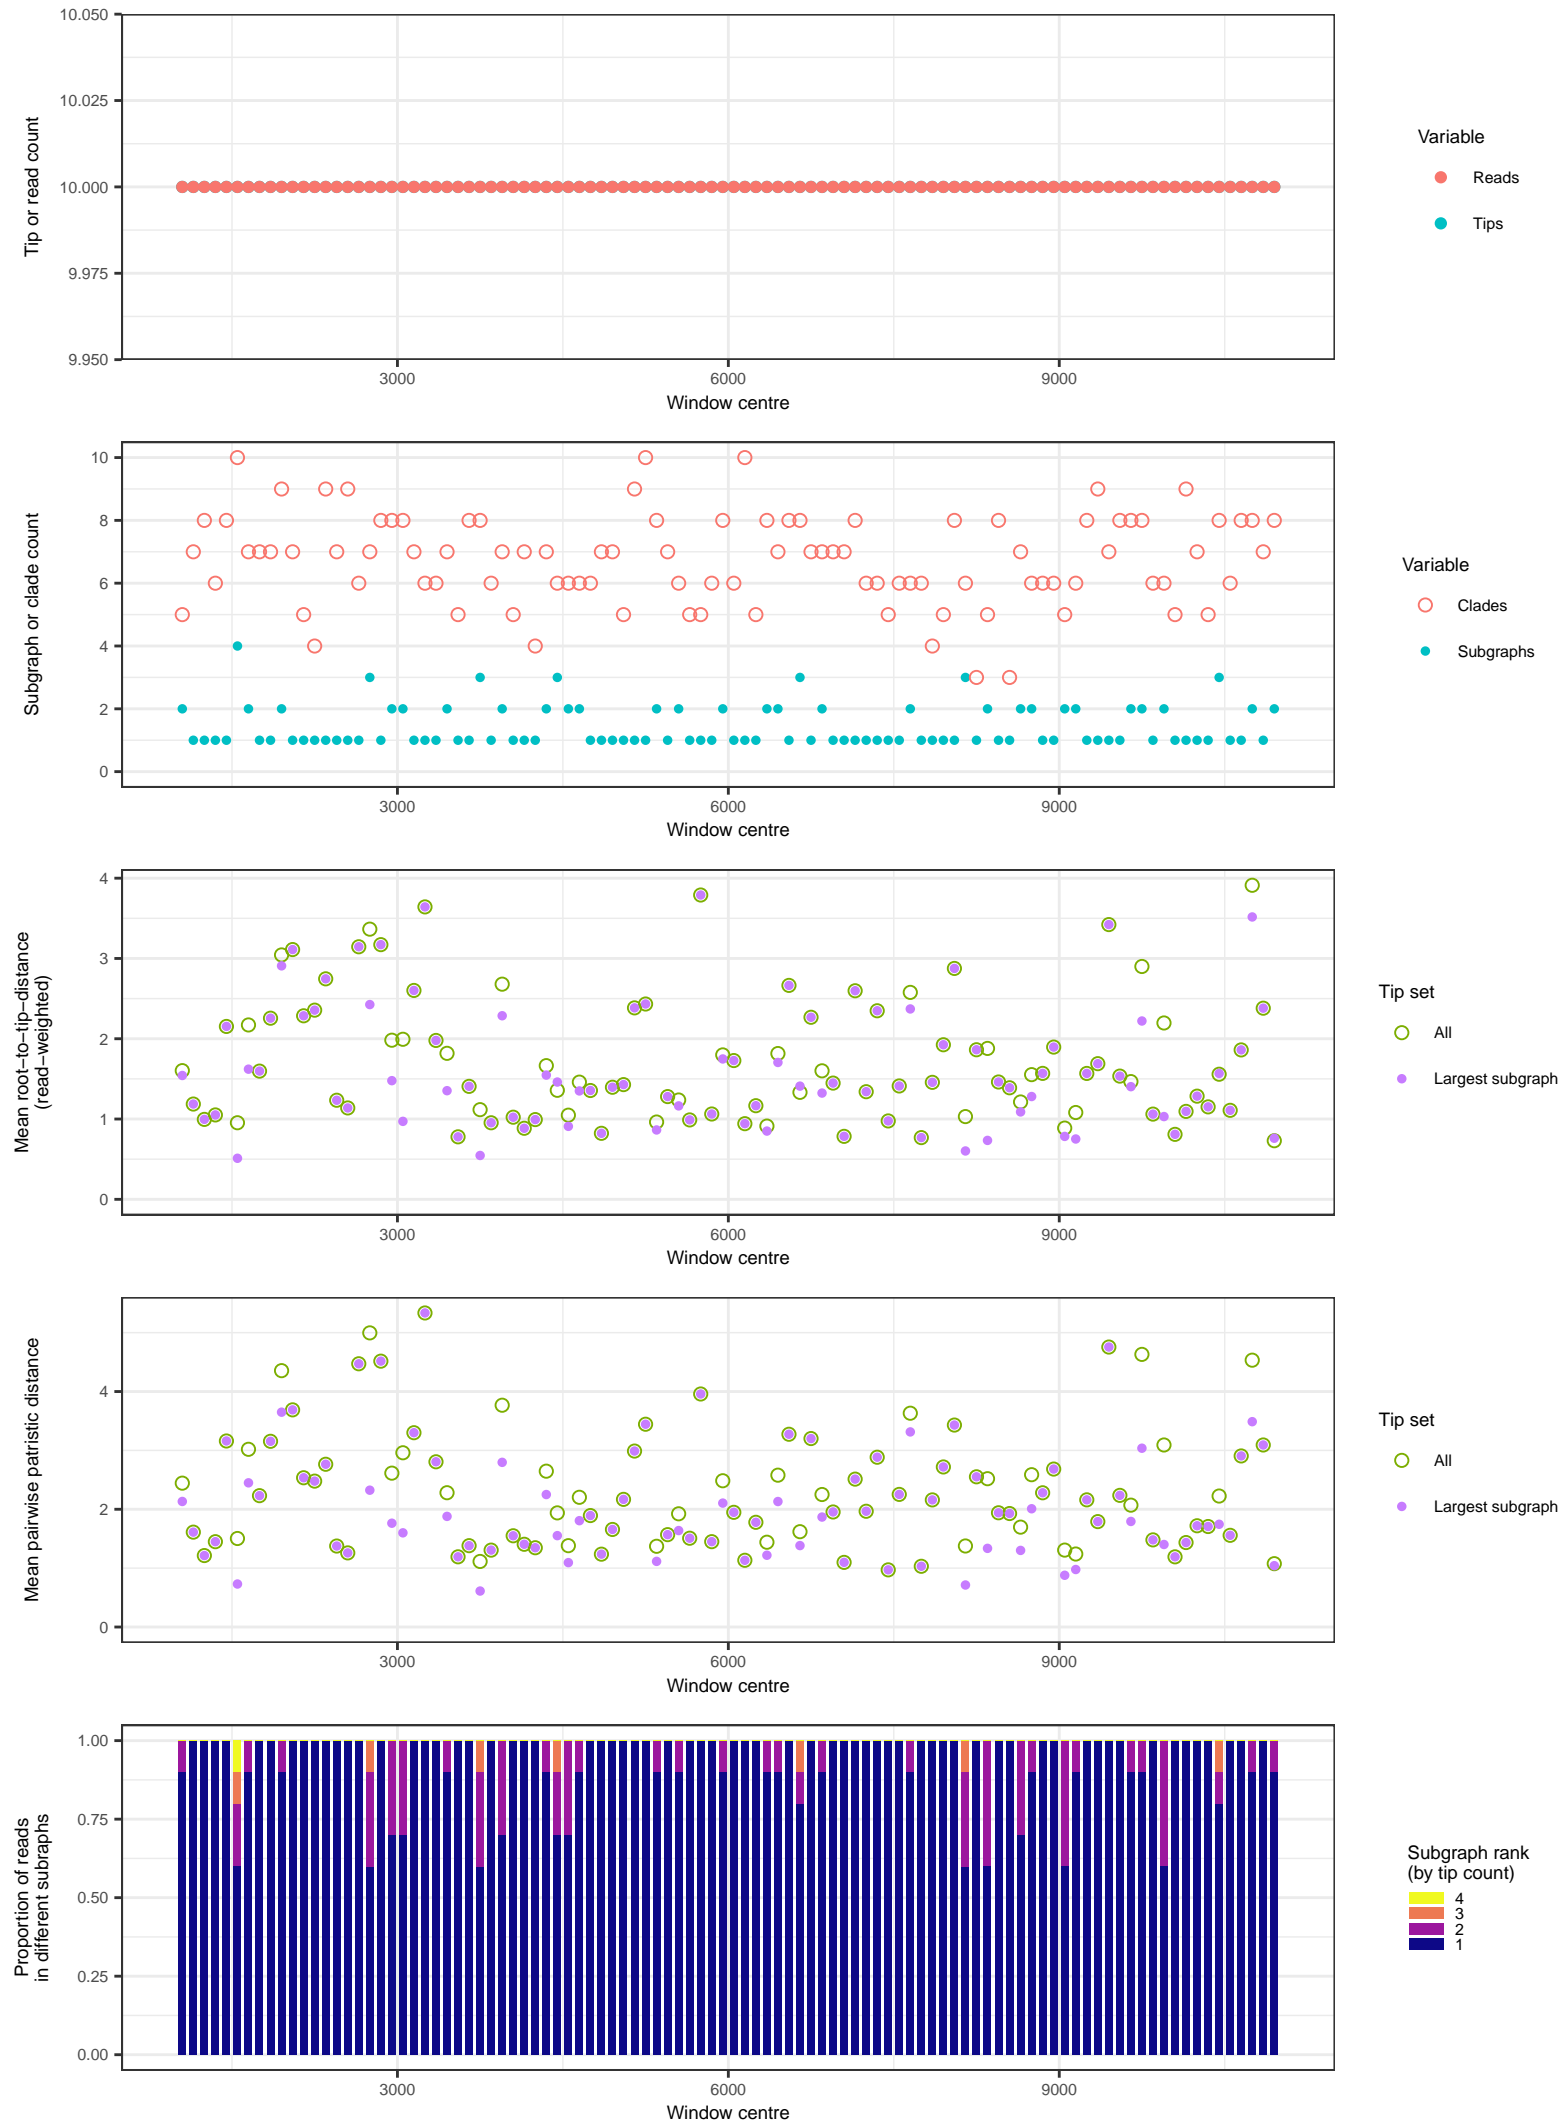 10.050
10.025
10.000
9.975
9.950
Tip or read count
3000
6000
9000
Window centre
Variable
Reads
Tips
10
8
6
4
2
0
Subgraph or clade count
3000
6000
9000
Window centre
Variable
Clades
Subgraphs
4
3
2
1
0
Mean root−to−tip−distance
(read−weighted)
3000
6000
9000
Window centre
Tip set
All
Largest subgraph
4
2
0
Mean pairwise patristic distance
3000
6000
9000
Window centre
Tip set
All
Largest subgraph
1.00
0.75
0.50
0.25
0.00
Proportion of reads
in different subraphs
3000
6000
9000
Window centre
Subgraph rank
(by tip count)
4
3
2
1